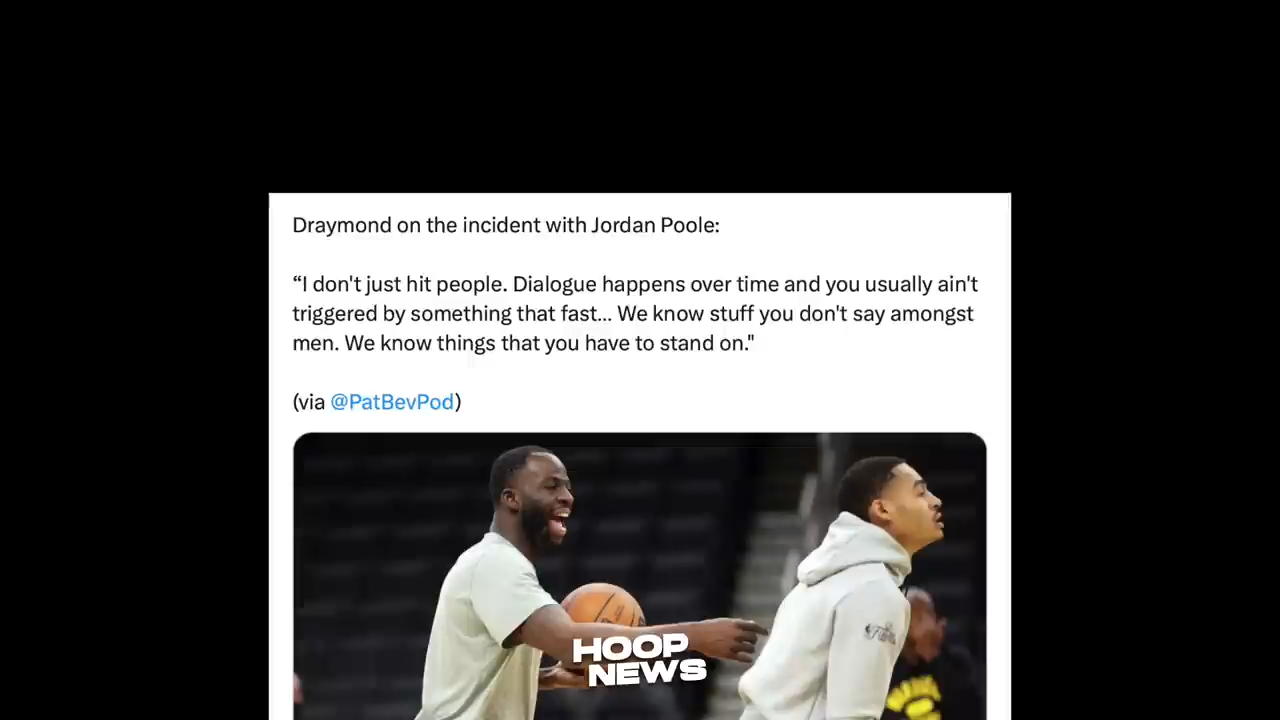 Draymond on the incident with Jordan Poole:
“I don't just hit people. Dialogue happens over time and you usually ain't
triggered by something that fast... We know stuff you don't say amongst
men. We know things that you have to stand on."
(via @PatBevPod)
HOOP
NEWS